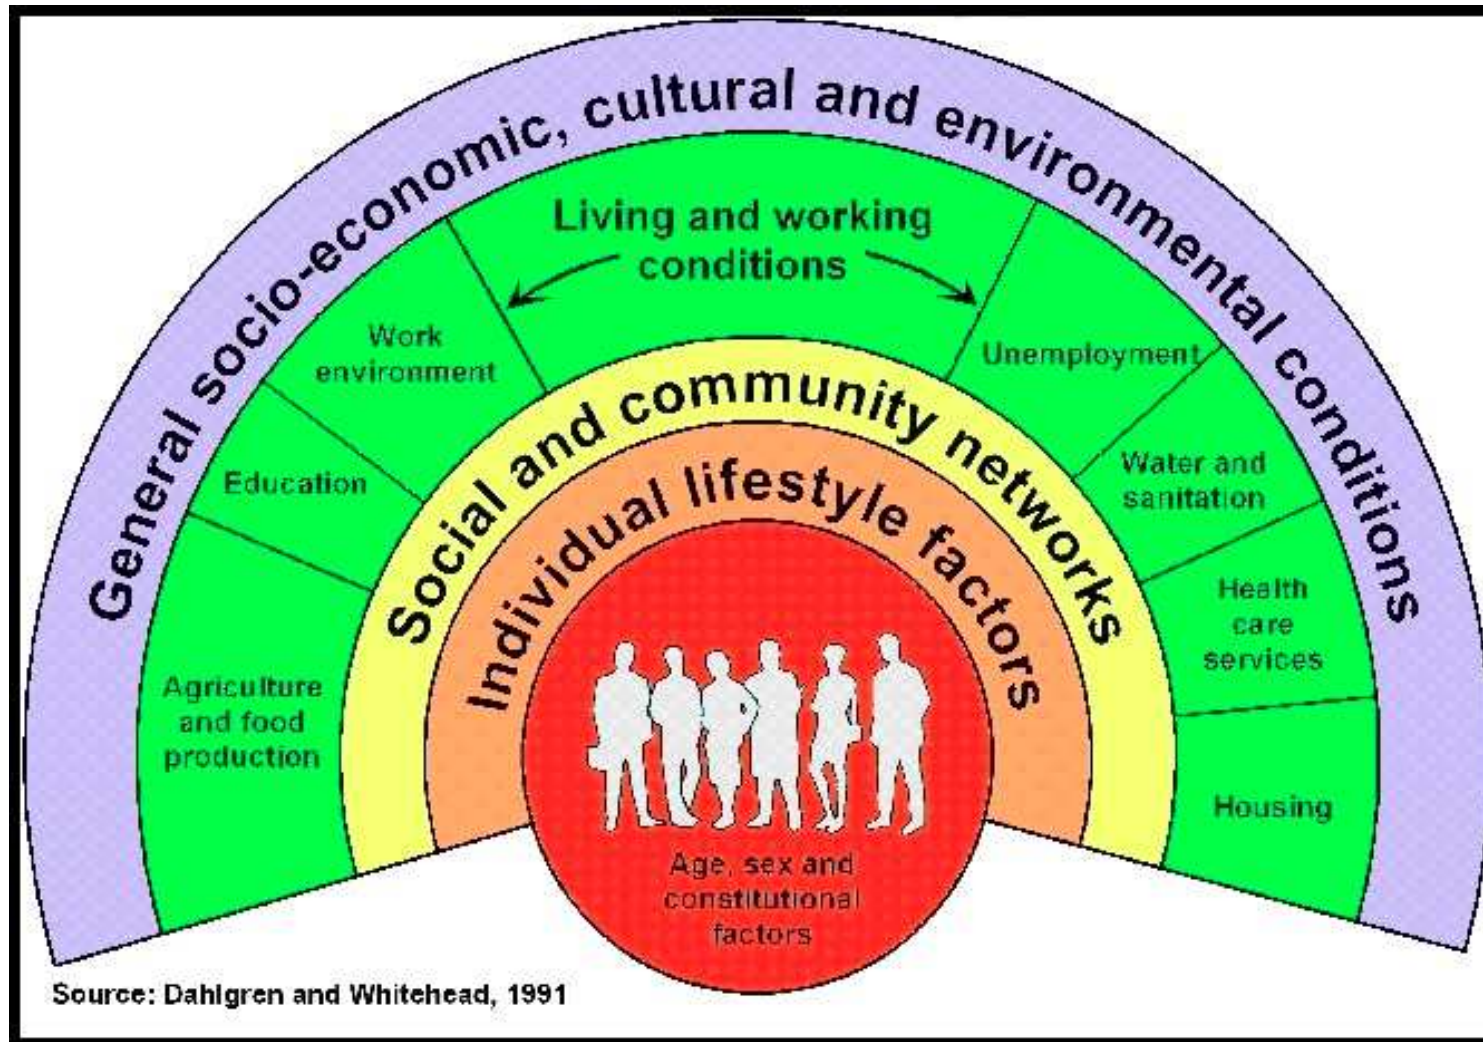 General socio-economic, cultural and environmental conditions
Living and working
conditions
Work
environment
Unemployment
Education
Water and
sanitation
Agriculture
and food
production
Health
care
services
Housing
Social and community networks
Individual lifestyle factors
Age, sex and
constitutional
factors
Source: Dahlgren and Whitehead, 1991